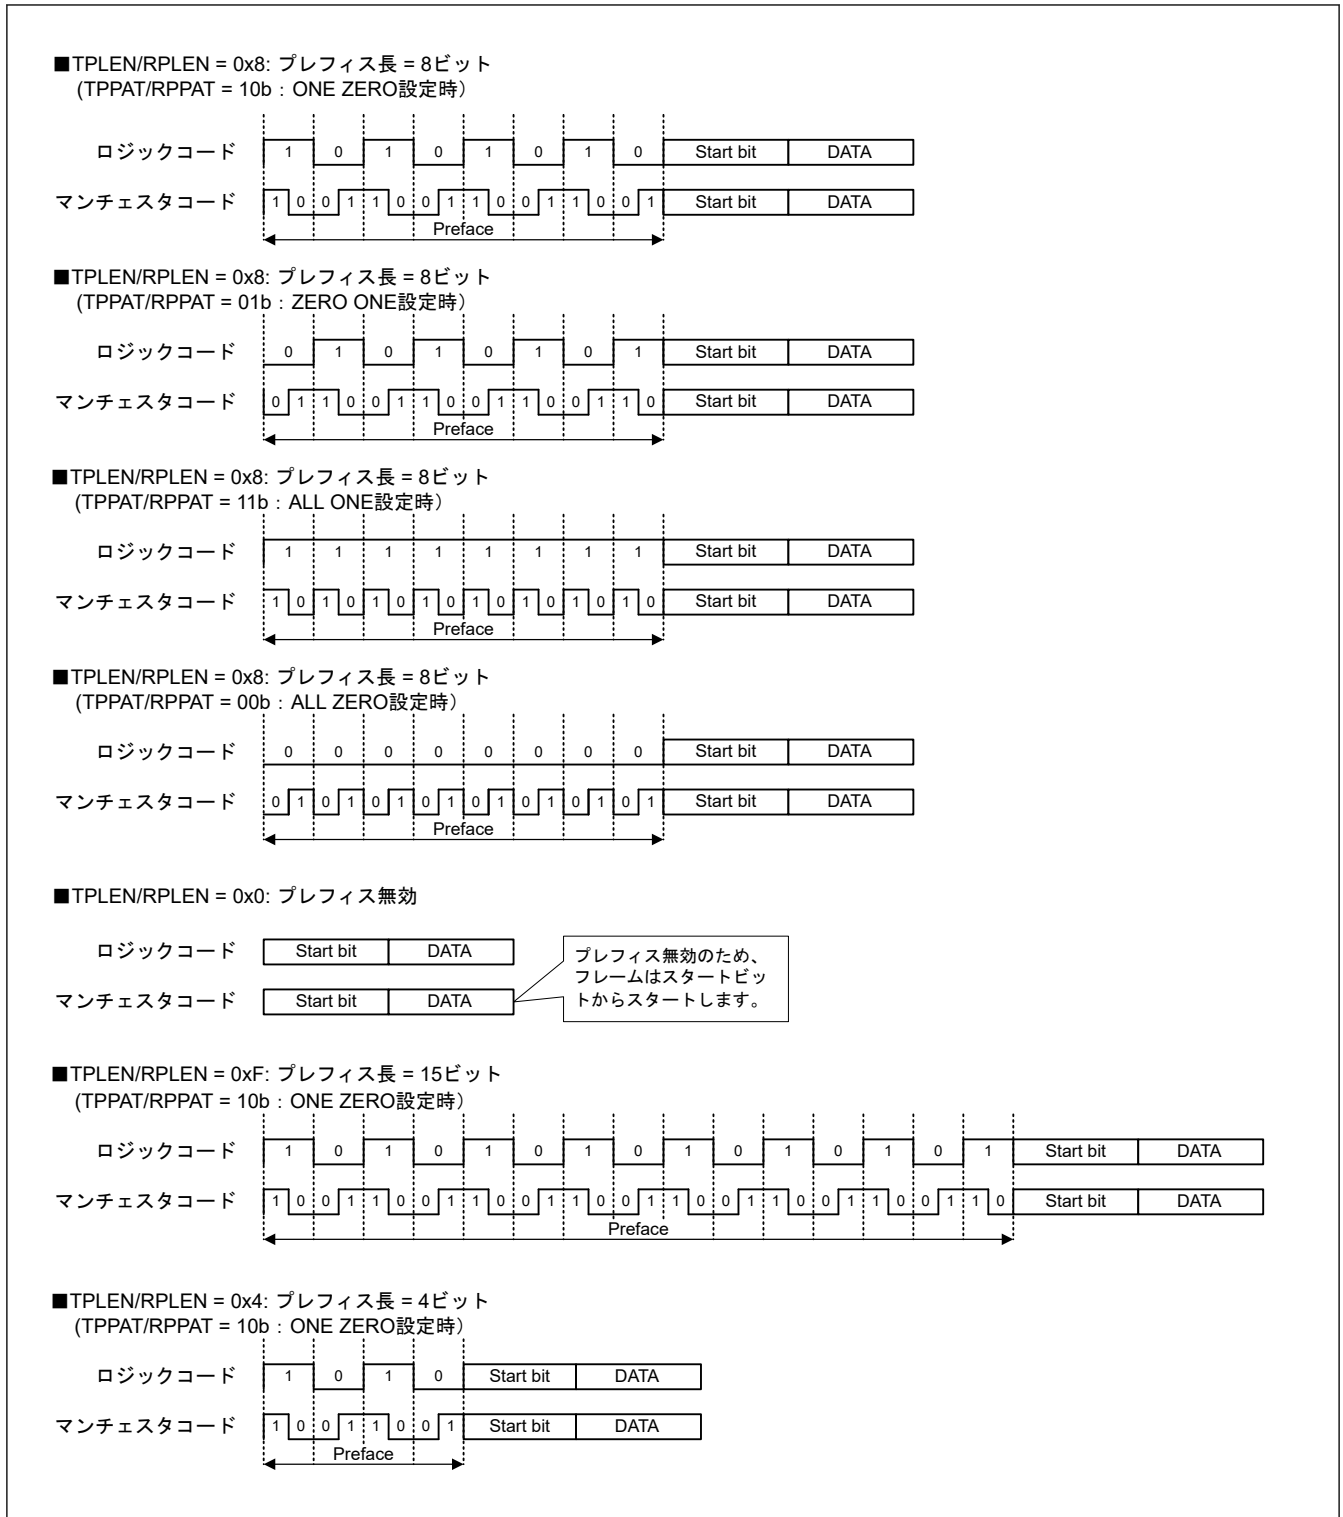 ■TPLEN/RPLEN = 0x8: プレフィス長 = 8ビット
(TPPAT/RPPAT = 10b：ONE ZERO設定時）
ロジックコード 1 0 1 0 1 0 1 0 Start bit DATA
マンチェスタコード 1 0 0 1 1 0 0 1 1 0 0 1 1 0 0 1 Start bit DATA
Preface
■TPLEN/RPLEN = 0x8: プレフィス長 = 8ビット
(TPPAT/RPPAT = 01b：ZERO ONE設定時）
ロジックコード 0 1 0 1 0 1 0 1 Start bit DATA
マンチェスタコード 0 1 1 0 0 1 1 0 0 1 1 0 0 1 1 0 Start bit DATA
Preface
■TPLEN/RPLEN = 0x8: プレフィス長 = 8ビット
(TPPAT/RPPAT = 11b：ALL ONE設定時）
ロジックコード 1 1 1 1 1 1 1 1 Start bit DATA
マンチェスタコード 1 0 1 0 1 0 1 0 1 0 1 0 1 0 1 0 Start bit DATA
Preface
■TPLEN/RPLEN = 0x8: プレフィス長 = 8ビット
(TPPAT/RPPAT = 00b：ALL ZERO設定時）
ロジックコード 0 0 0 0 0 0 0 0 Start bit DATA
マンチェスタコード 0 1 0 1 0 1 0 1 0 1 0 1 0 1 0 1 Start bit DATA
Preface
■TPLEN/RPLEN = 0x0: プレフィス無効
ロジックコード Start bit DATA
マンチェスタコード Start bit DATA
プレフィス無効のため、
フレームはスタートビッ
トからスタートします。
■TPLEN/RPLEN = 0xF: プレフィス長 = 15ビット
(TPPAT/RPPAT = 10b：ONE ZERO設定時）
ロジックコード 1 0 1 0 1 0 1 0 1 0 1 0 1 0 1 Start bit DATA
マンチェスタコード 1 0 0 1 1 0 0 1 1 0 0 1 1 0 0 1 1 0 0 1 1 0 0 1 1 0 0 1 1 0 Start bit DATA
Preface
■TPLEN/RPLEN = 0x4: プレフィス長 = 4ビット
(TPPAT/RPPAT = 10b：ONE ZERO設定時）
ロジックコード 1 0 1 0 Start bit DATA
マンチェスタコード 1 0 0 1 1 0 0 1 Start bit DATA
Preface